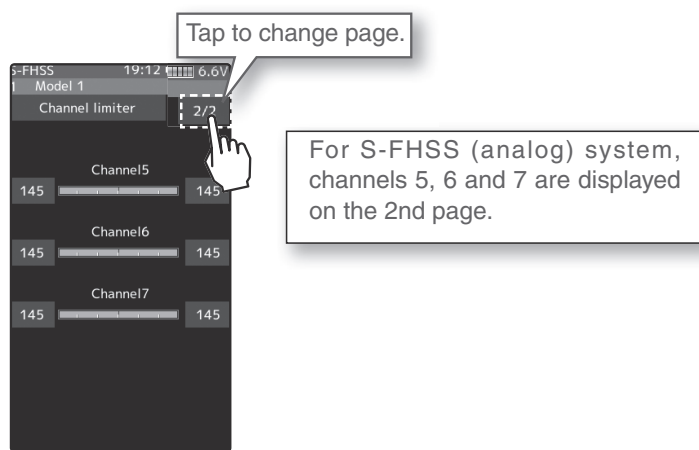 Tap to change page.
S-FHSS 19:12 6.6V
1 Model 1
Channel limiter 2/2
For S-FHSS (analog) system,
channels 5, 6 and 7 are displayed
on the 2nd page.
Channel5
145 145
Channel6
145 145
Channel7
145 145